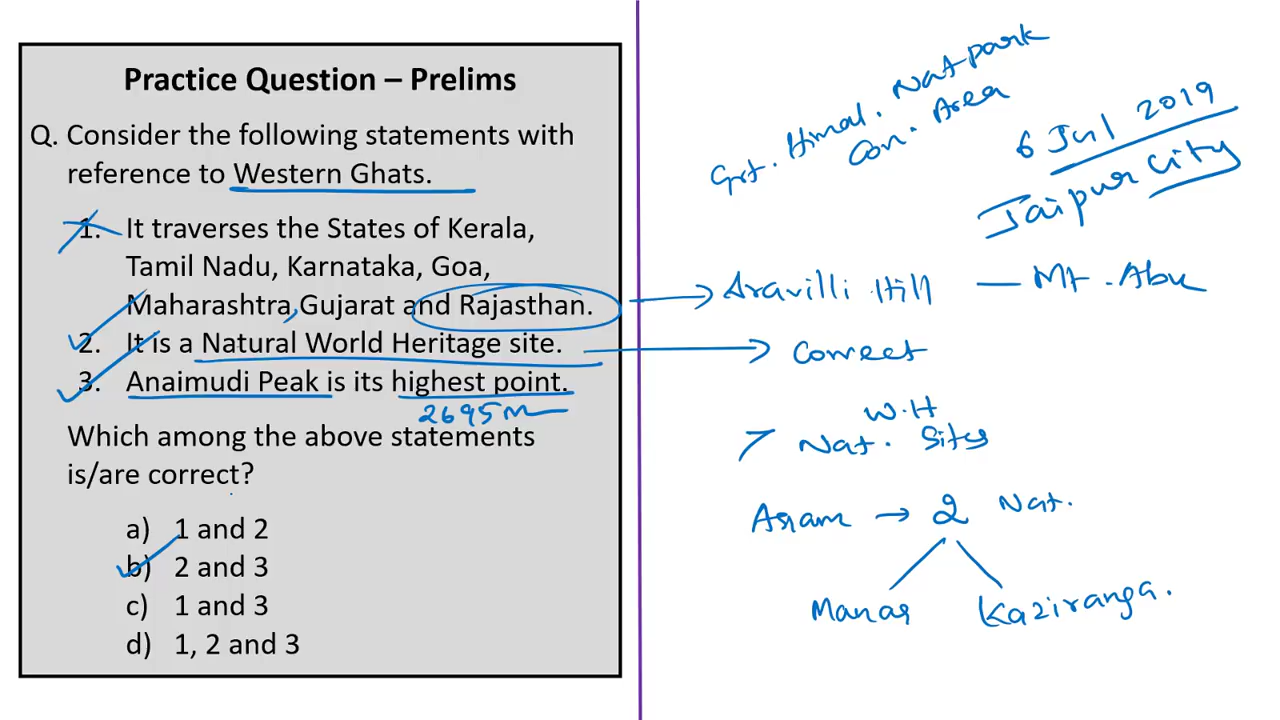 Practice Question – Prelims
Q. Consider the following statements with
reference to Western Ghats.
1. It traverses the States of Kerala,
Tamil Nadu, Karnataka, Goa,
Maharashtra, Gujarat and Rajasthan.
2. It is a Natural World Heritage site.
3. Anaimudi Peak is its highest point.
2695m
Which among the above statements
is/are correct?
a) 1 and 2
b) 2 and 3
c) 1 and 3
d) 1, 2 and 3
Grt. Himal. Nat park
Con. Area
6 Jul 2019
Jaipur City
Aravilli Hill — Mt. Abu
Correct
W.H
7 Nat. Sites
Assam → 2 Nat.
Manas Kaziranga.